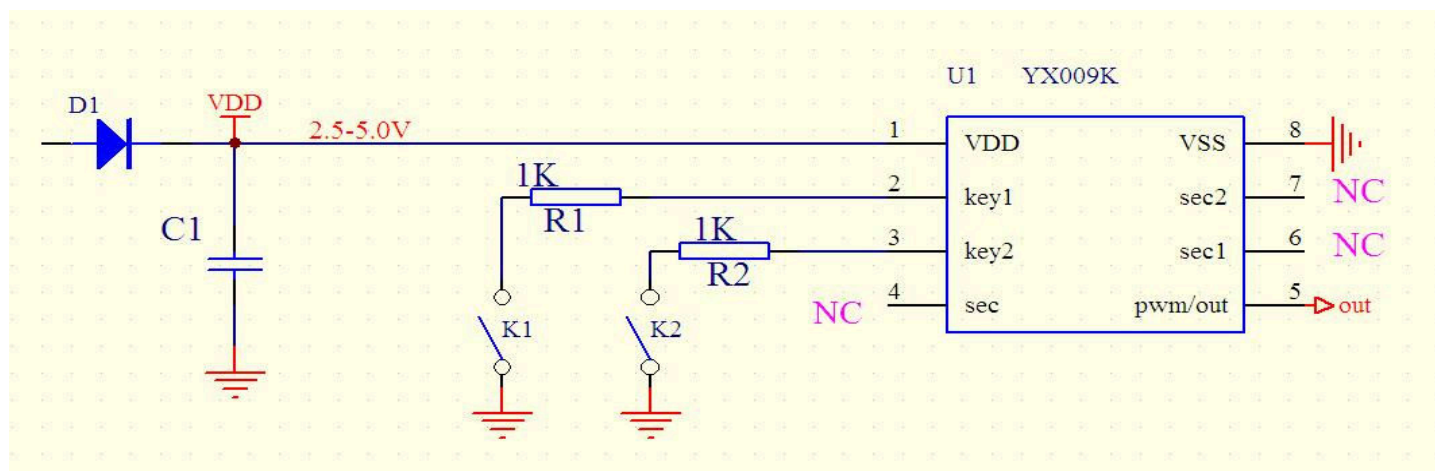 U1 YX009K
D1
VDD
2.5-5.0V
1
VDD
VSS
8
1K
R1
2
key1
sec2
7
NC
C1
1K
R2
3
key2
sec1
6
NC
NC
4
sec
pwm/out
5
out
K1
K2